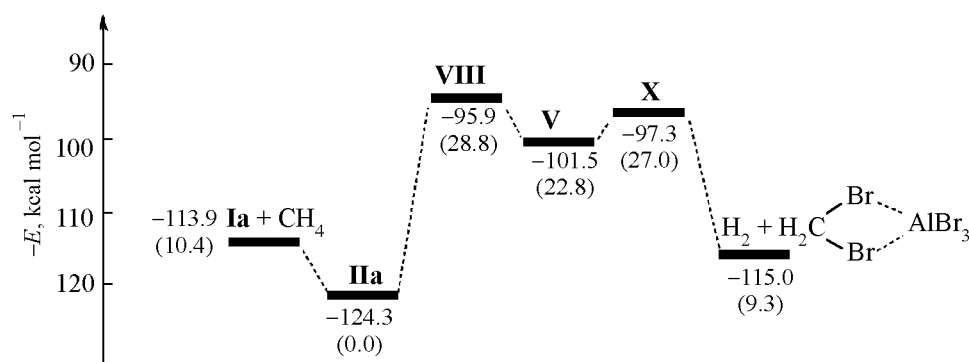 −E, kcal mol⁻¹
90
100
110
120
Ia + CH₄
−113.9
(10.4)
IIa
−124.3
(0.0)
VIII
−95.9
(28.8)
V
−101.5
(22.8)
X
−97.3
(27.0)
H₂ + H₂C
Br
Br
AlBr₃
−115.0
(9.3)